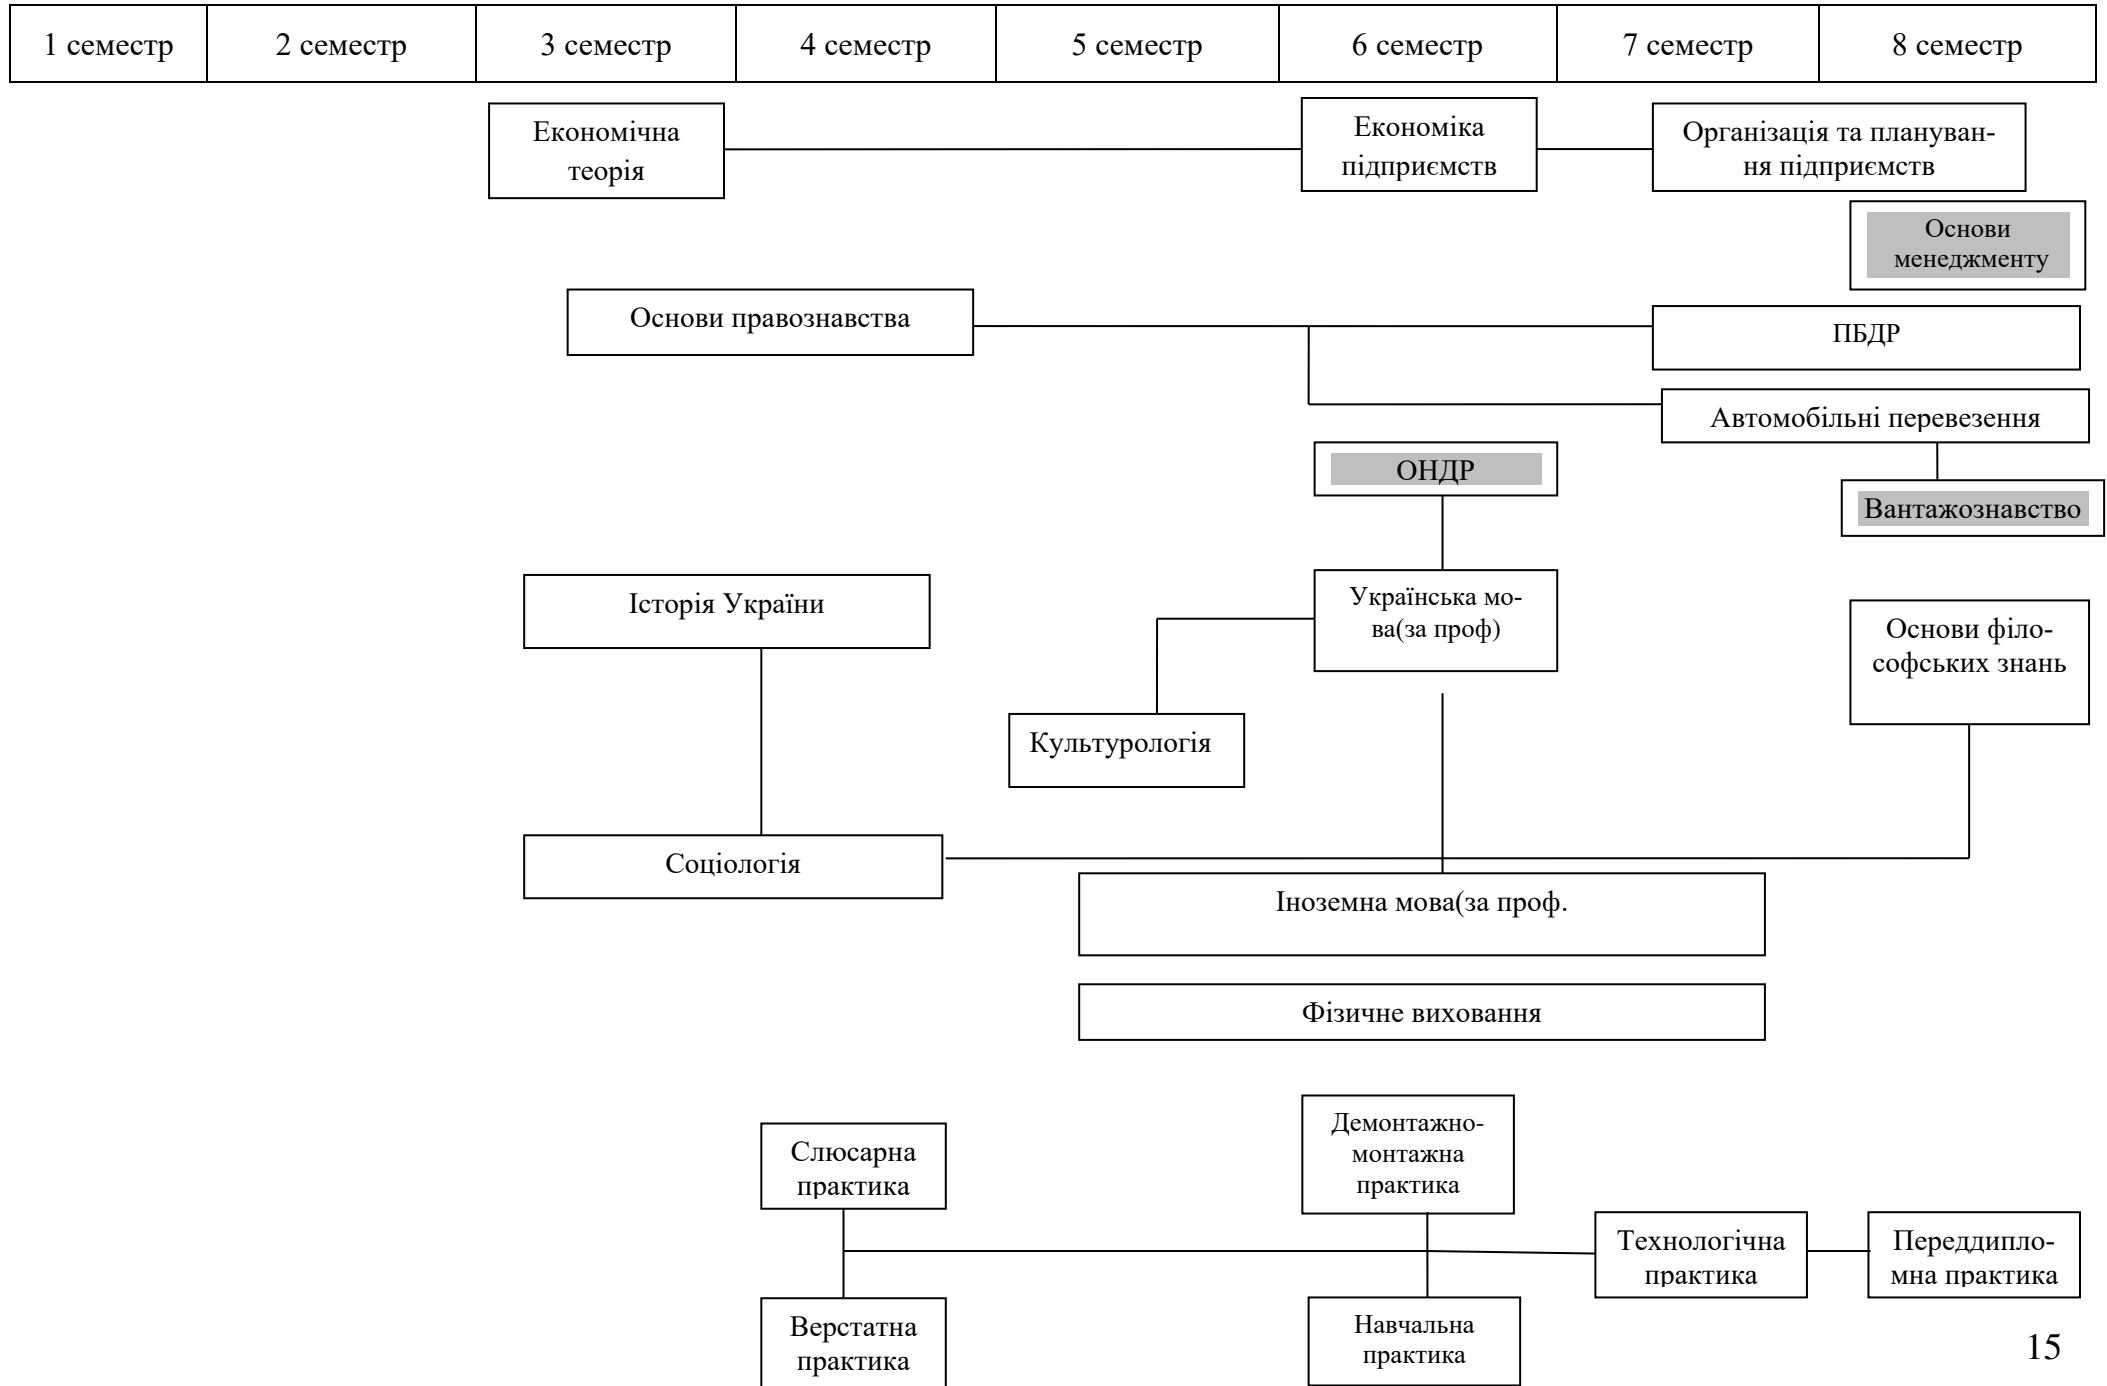 1 семестр
2 семестр
3 семестр
4 семестр
5 семестр
6 семестр
7 семестр
8 семестр
Економічна
теорія
Економіка
підприємств
Організація та плануван-
ня підприємств
Основи
менеджменту
Основи правознавства
ПБДР
Автомобільні перевезення
ОНДР
Вантажознавство
Історія України
Українська мо-
ва(за проф)
Основи філо-
софських знань
Культурологія
Соціологія
Іноземна мова(за проф.
Фізичне виховання
Слюсарна
практика
Демонтажно-
монтажна
практика
Технологічна
практика
Переддипло-
мна практика
Верстатна
практика
Навчальна
практика
15